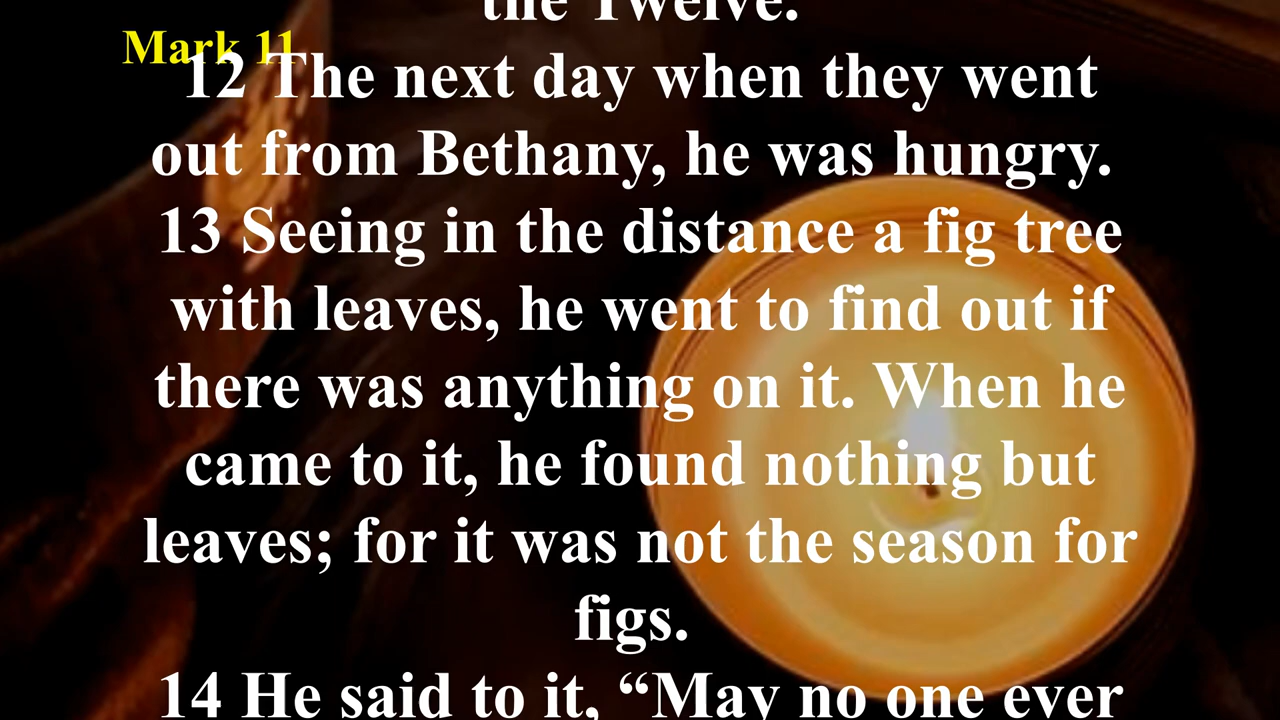 the Twelve.
Mark 11
12 The next day when they went
out from Bethany, he was hungry.
13 Seeing in the distance a fig tree
with leaves, he went to find out if
there was anything on it. When he
came to it, he found nothing but
leaves; for it was not the season for
figs.
14 He said to it, “May no one ever